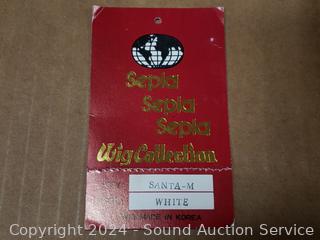 Sepia
Sepia
Sepia
Wig Collection
SANTA-M
WHITE
MADE IN KOREA
Copyright 2024 - Sound Auction Service